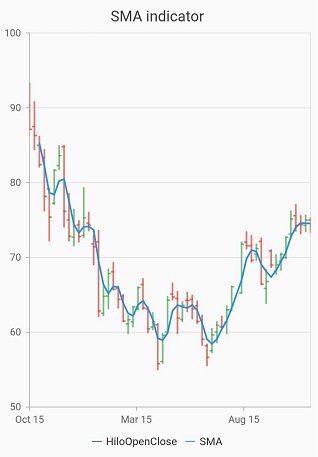 SMA indicator
100
90
80
70
60
50
Oct 15
Mar 15
Aug 15
HiloOpenClose
SMA